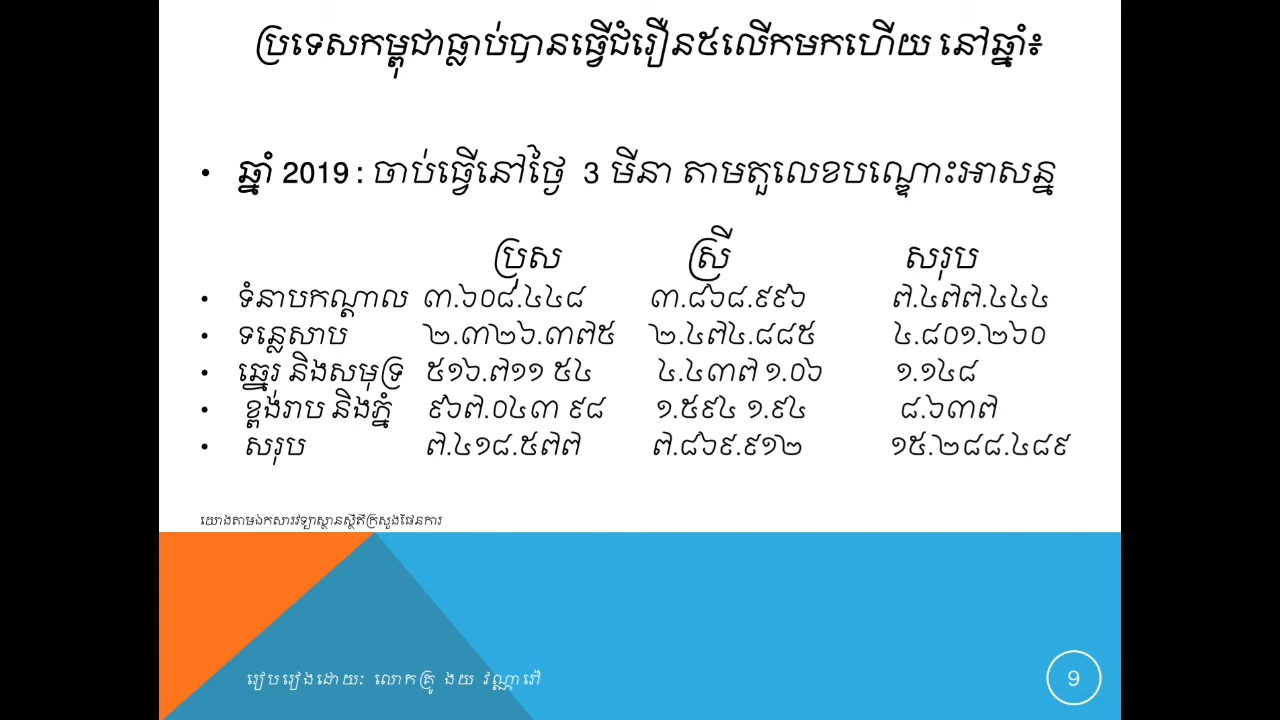 ប្រទេសកម្ពុជាធ្លាប់បានធ្វើជំរឿន៥លើកមកហើយ នៅឆ្នាំ៖
• ឆ្នាំ 2019 : ចាប់ធ្វើនៅថ្ងៃ 3 មីនា តាមតួលេខបណ្ដោះអាសន្ន
ប្រុស ស្រី សរុប
• ទំនាបកណ្ដាល ៣.៦០៨.៤៤៨ ៣.៨៦៨.៩៩៦ ៧.៤៧៧.៤៤៤
• ទន្លេសាប ២.៣២៦.៣៧៥ ២.៤៧៤.៨៨៥ ៤.៨០១.២៦០
• ឆ្នេរ និងសមុទ្រ ៥១៦.៧១១ ៥៤ ៤.៤៣៧ ១.០៦ ១.១៤៨
• ខ្ពង់រាប និងភ្នំ ៩៦៧.០៤៣ ៩៨ ១.៥៩៤ ១.៩៤ ៨.៦៣៧
• សរុប ៧.៤១៨.៥៧៧ ៧.៨៦៩.៩១២ ១៥.២៨៨.៤៨៩
យោងតាមឯកសារវិទ្យាស្ថានស្ថិតិក្រសួងផែនការ
រៀបរៀងដោយ: លោកគ្រូ ងយ វណ្ណារ៉ៅ
9